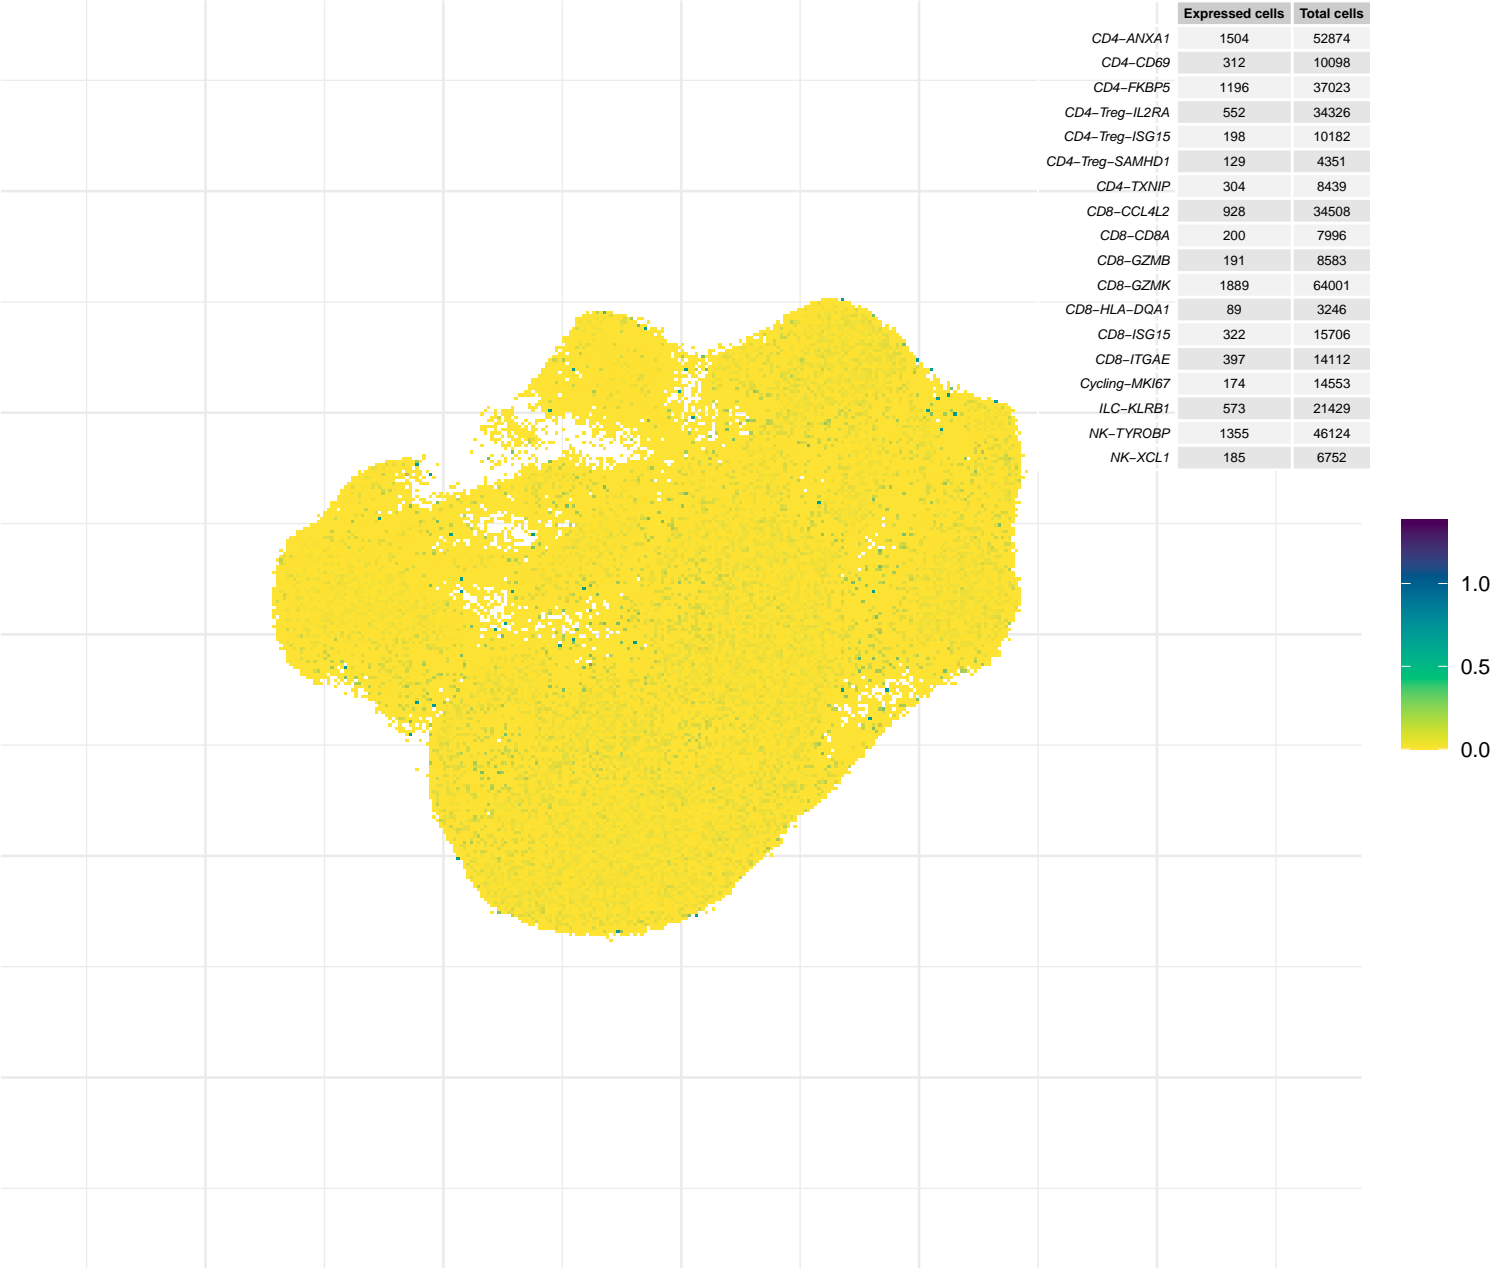 Expressed cells Total cells
CD4−ANXA1 1504 52874
CD4−CD69 312 10098
CD4−FKBP5 1196 37023
CD4−Treg−IL2RA 552 34326
CD4−Treg−ISG15 198 10182
CD4−Treg−SAMHD1 129 4351
CD4−TXNIP 304 8439
CD8−CCL4L2 928 34508
CD8−CD8A 200 7996
CD8−GZMB 191 8583
CD8−GZMK 1889 64001
CD8−HLA−DQA1 89 3246
CD8−ISG15 322 15706
CD8−ITGAE 397 14112
Cycling−MKI67 174 14553
ILC−KLRB1 573 21429
NK−TYROBP 1355 46124
NK−XCL1 185 6752
1.0
0.5
0.0